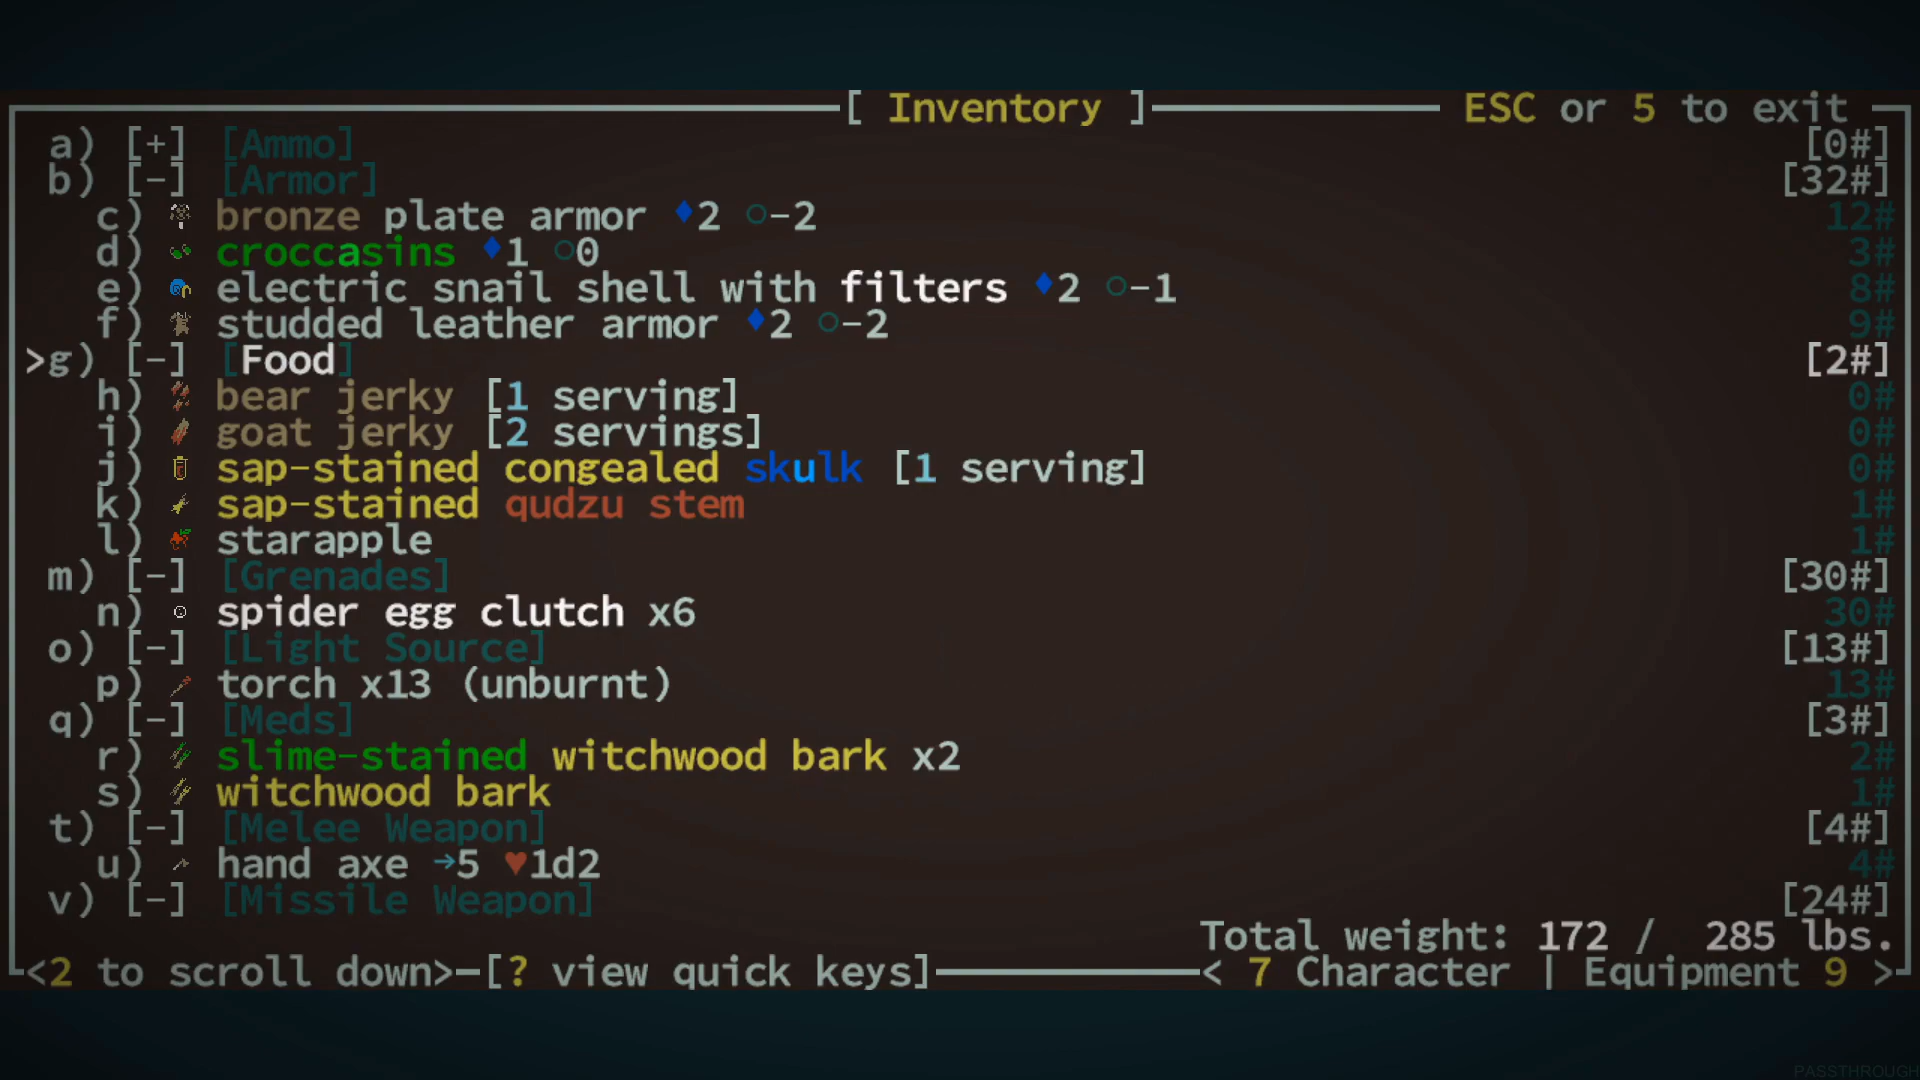 [ Inventory ] ESC or 5 to exit
a) [+] [Ammo] [0#]
b) [-] [Armor] [32#]
c) bronze plate armor ♦2 ○-2 12#
d) croccasins ♦1 ○0 3#
e) electric snail shell with filters ♦2 ○-1 8#
f) studded leather armor ♦2 ○-2 9#
>g) [-] [Food] [2#]
h) bear jerky [1 serving] 0#
i) goat jerky [2 servings] 0#
j) sap-stained congealed skulk [1 serving] 0#
k) sap-stained qudzu stem 1#
l) starapple 1#
m) [-] [Grenades] [30#]
n) spider egg clutch x6 30#
o) [-] [Light Source] [13#]
p) torch x13 (unburnt) 13#
q) [-] [Meds] [3#]
r) slime-stained witchwood bark x2 2#
s) witchwood bark 1#
t) [-] [Melee Weapon] [4#]
u) hand axe →5 ♥1d2 4#
v) [-] [Missile Weapon] [24#]
Total weight: 172 / 285 lbs.
<2 to scroll down> [? view quick keys] < 7 Character | Equipment 9 >
PASSTHROUGH